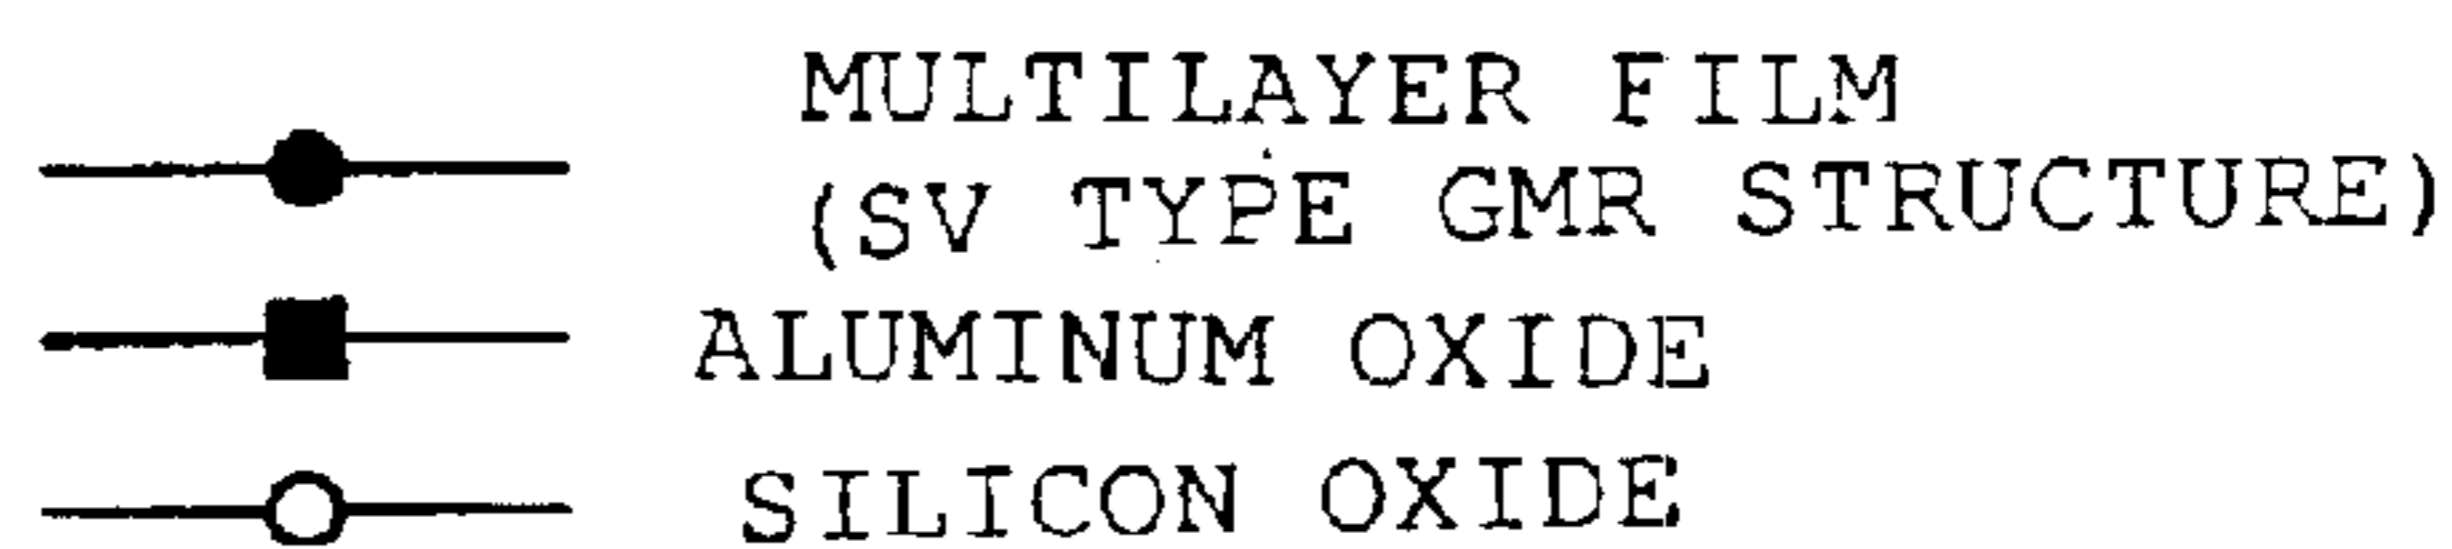 MULTILAYER FILM
(SV TYPE GMR STRUCTURE)
ALUMINUM OXIDE
SILICON OXIDE